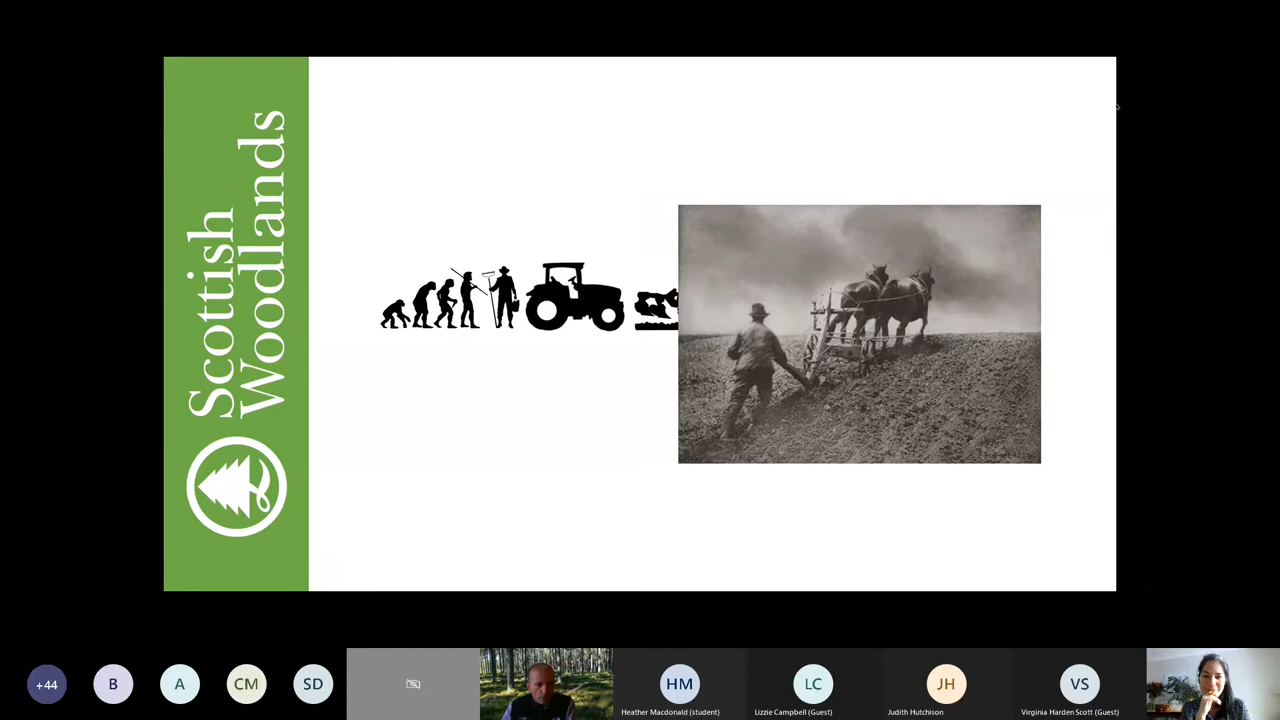 Scottish
Woodlands
+44
B
A
CM
SD
HM
Heather Macdonald (student)
LC
Lizzie Campbell (Guest)
JH
Judith Hutchison
VS
Virginia Harden Scott (Guest)